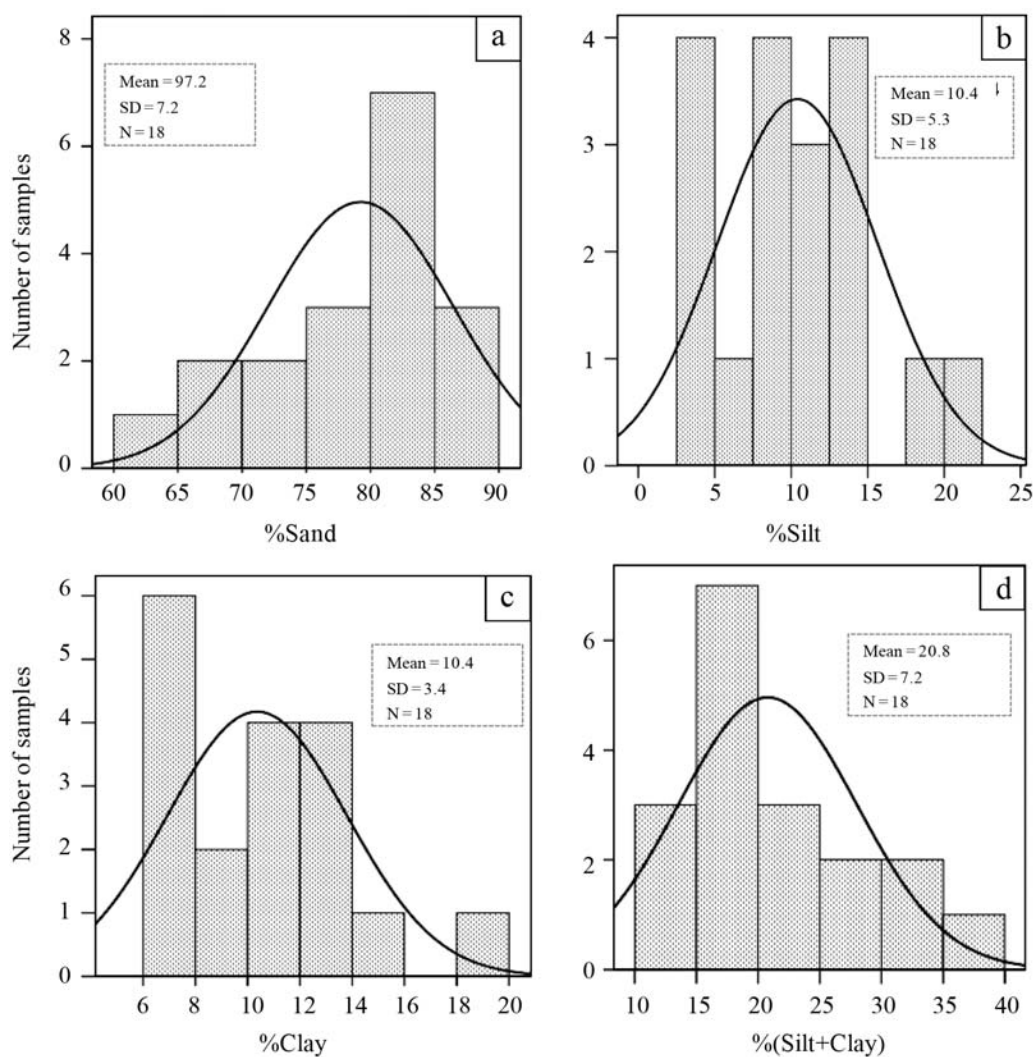 a
Mean = 97.2
SD = 7.2
N = 18
Number of samples
8
6
4
2
0
60 65 70 75 80 85 90
%Sand
b
Mean = 10.4
SD = 5.3
N = 18
4
3
2
1
0
0 5 10 15 20 25
%Silt
c
Mean = 10.4
SD = 3.4
N = 18
Number of samples
6
5
4
3
2
1
0
6 8 10 12 14 16 18 20
%Clay
d
Mean = 20.8
SD = 7.2
N = 18
6
4
2
0
10 15 20 25 30 35 40
%(Silt+Clay)